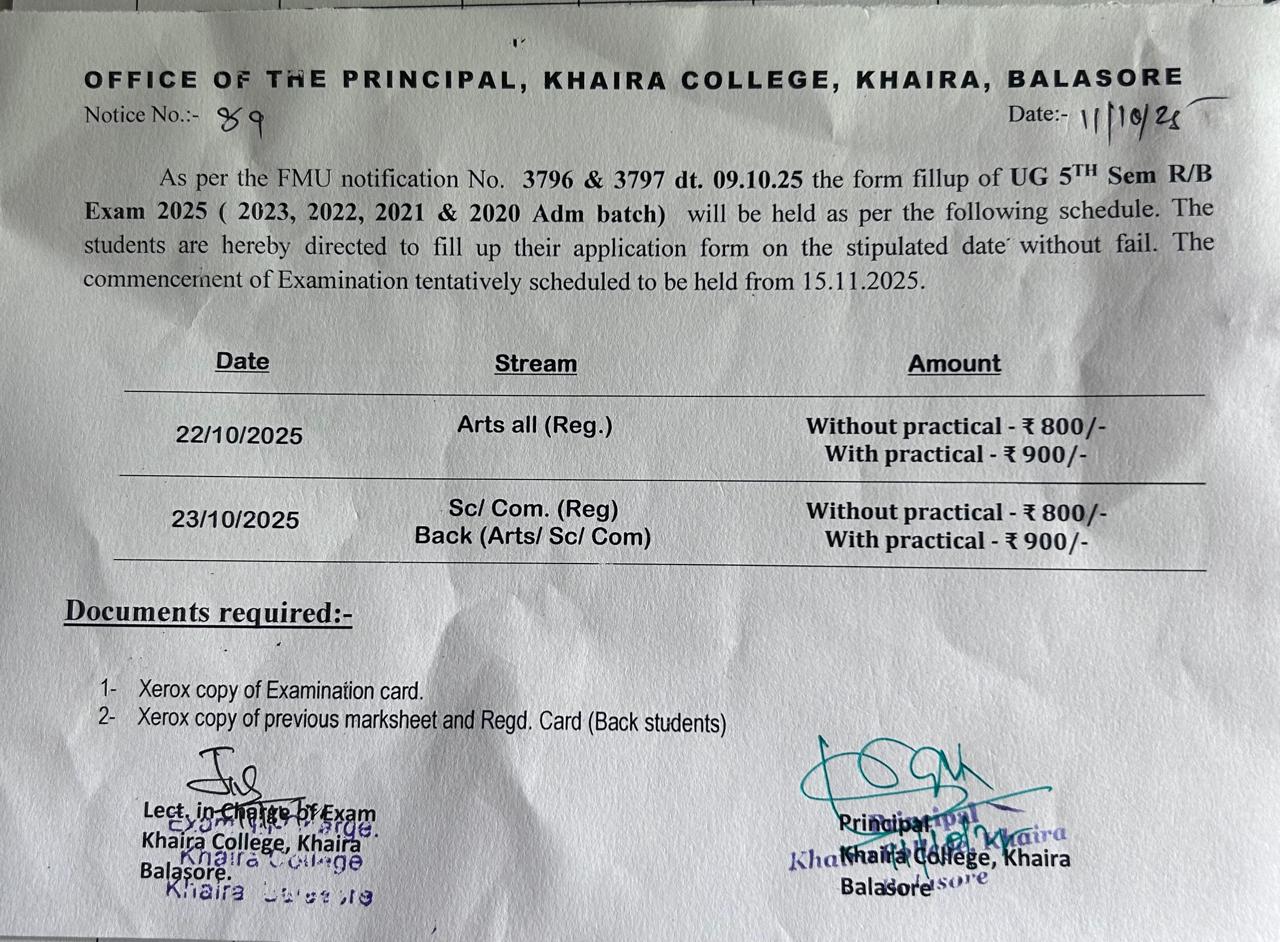 OFFICE OF THE PRINCIPAL, KHAIRA COLLEGE, KHAIRA, BALASORE
Notice No.:- 89 Date:- 11/10/25
As per the FMU notification No. 3796 & 3797 dt. 09.10.25 the form fillup of UG 5TH Sem R/B
Exam 2025 ( 2023, 2022, 2021 & 2020 Adm batch) will be held as per the following schedule. The
students are hereby directed to fill up their application form on the stipulated date without fail. The
commencement of Examination tentatively scheduled to be held from 15.11.2025.
Date Stream Amount
22/10/2025 Arts all (Reg.) Without practical - ₹ 800/-
With practical - ₹ 900/-
23/10/2025 Sc/ Com. (Reg) Without practical - ₹ 800/-
Back (Arts/ Sc/ Com) With practical - ₹ 900/-
Documents required:-
1- Xerox copy of Examination card.
2- Xerox copy of previous marksheet and Regd. Card (Back students)
Lect. in Charge of Exam
Khaira College, Khaira
Balasore.
Khaira College
Khaira
Principal
Khaira College, Khaira
Balasore